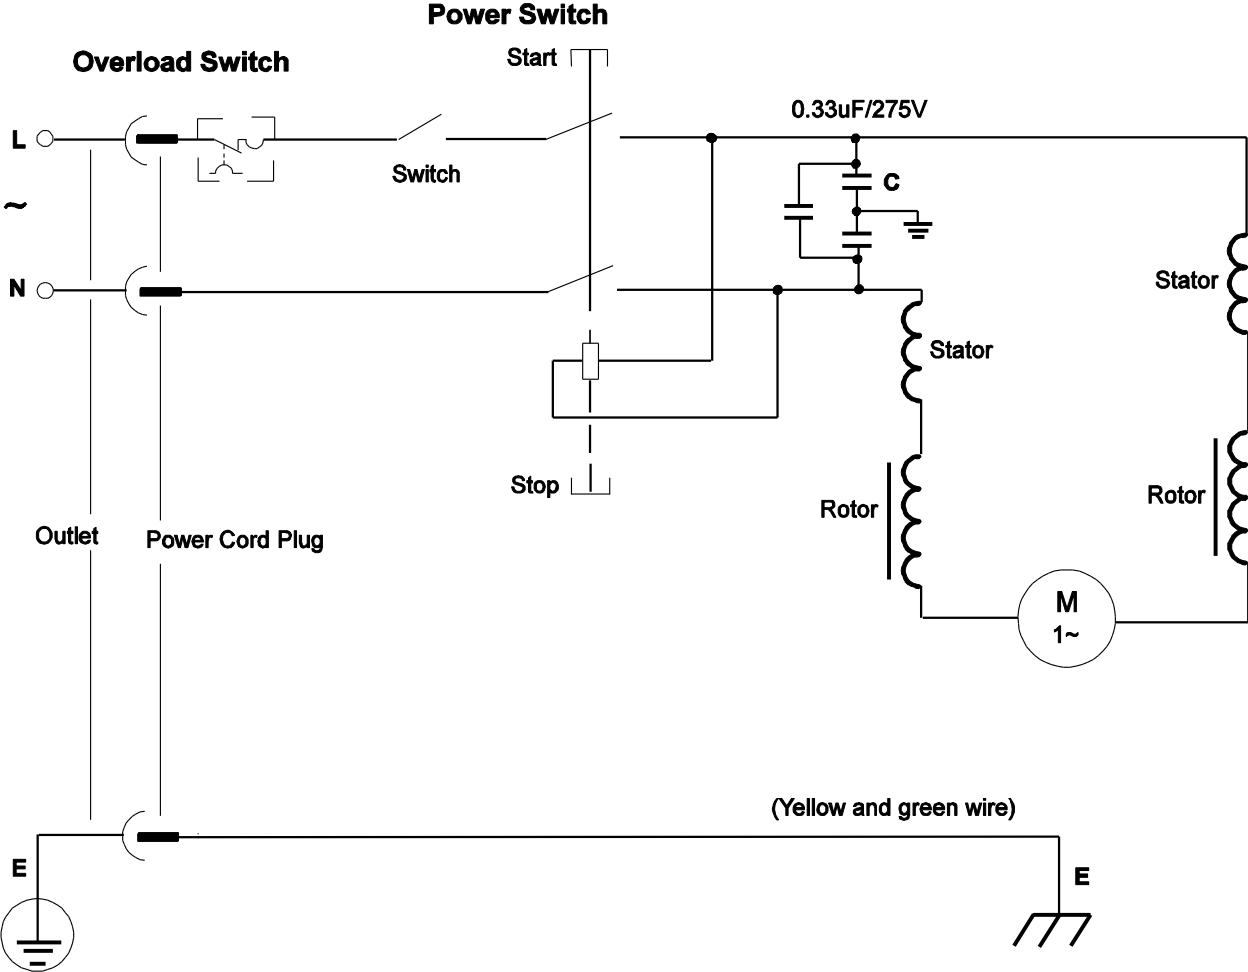 Power Switch
Overload Switch
Start
0.33uF/275V
L
Switch
C
~
N
Stator
Stator
Stop
Rotor
Rotor
Outlet
Power Cord Plug
M
1~
(Yellow and green wire)
E
E